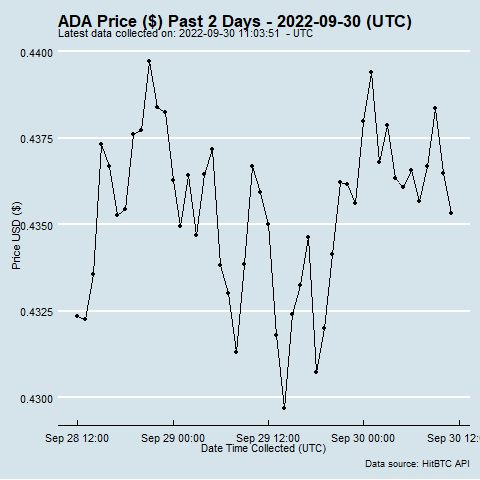 ADA Price ($) Past 2 Days - 2022-09-30 (UTC)
Latest data collected on: 2022-09-30 11:03:51 - UTC
0.4400
0.4375
0.4350
0.4325
0.4300
Price USD ($)
Sep 28 12:00 Sep 29 00:00 Sep 29 12:00 Sep 30 00:00 Sep 30 12:
Date Time Collected (UTC)
Data source: HitBTC API